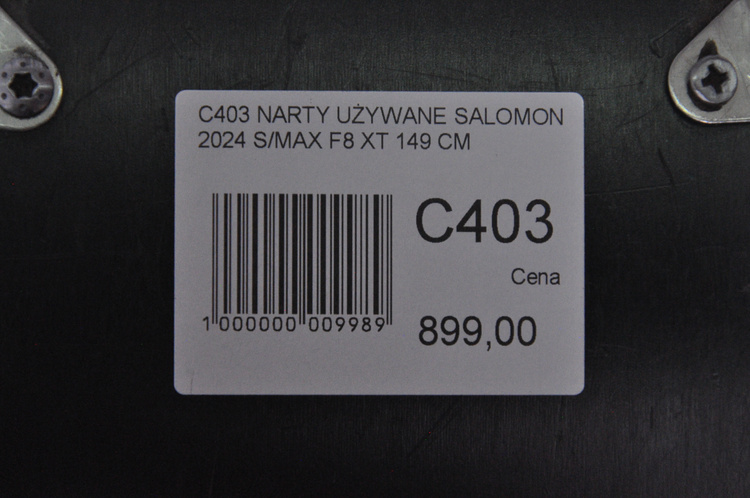 C403 NARTY UŻYWANE SALOMON
2024 S/MAX F8 XT 149 CM
C403
Cena
899,00
1 000000 009989